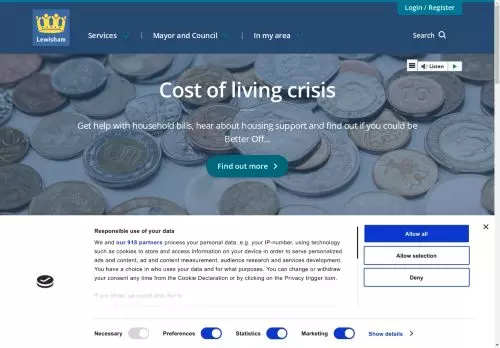 Login / Register
Lewisham
Services
Mayor and Council
In my area
Search
Listen
Cost of living crisis
Get help with household bills, hear about housing support and find out if you could be
Better Off...
Find out more
Responsible use of your data
We and our 918 partners process your personal data, e.g. your IP-number, using technology
such as cookies to store and access information on your device in order to serve personalized
ads and content, ad and content measurement, audience research and services development.
You have a choice in who uses your data and for what purposes. You can change or withdraw
your consent any time from the Cookie Declaration or by clicking on the Privacy trigger icon.
If you allow, we would also like to:
Allow all
Allow selection
Deny
Necessary
Preferences
Statistics
Marketing
Show details